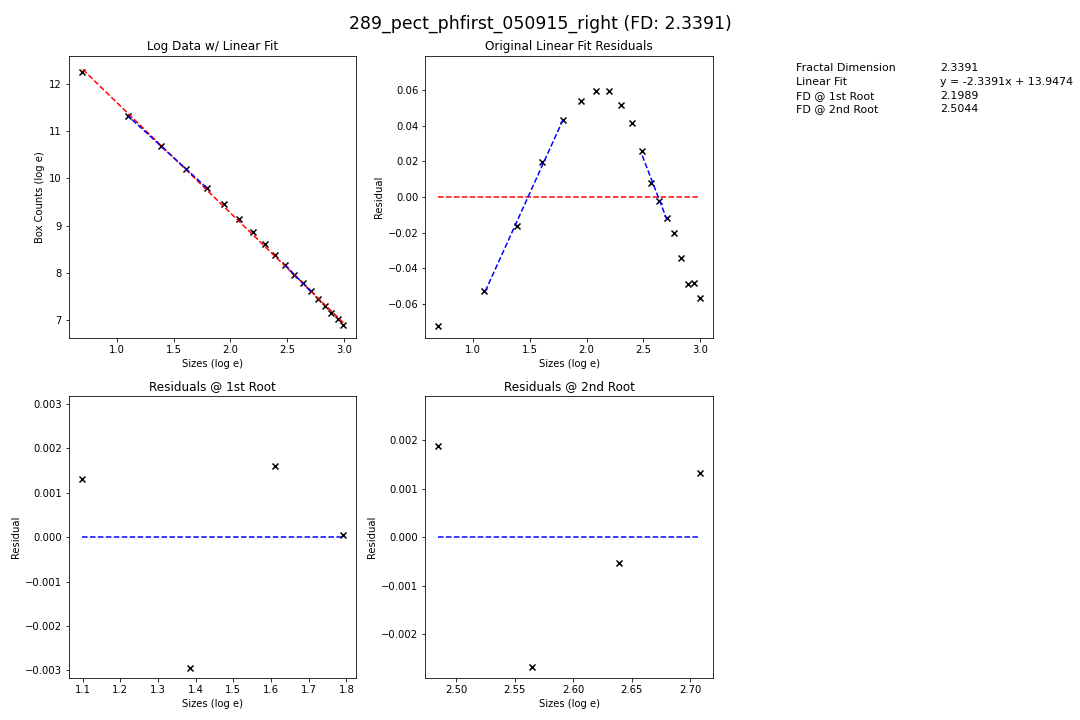 289_pect_phfirst_050915_right (FD: 2.3391)
Log Data w/ Linear Fit
12
11
10
9
8
7
Box Counts (log e)
1.0 1.5 2.0 2.5 3.0
Sizes (log e)
Original Linear Fit Residuals
0.06
0.04
0.02
0.00
−0.02
−0.04
−0.06
Residual
1.0 1.5 2.0 2.5 3.0
Sizes (log e)
Fractal Dimension 2.3391
Linear Fit y = -2.3391x + 13.9474
FD @ 1st Root 2.1989
FD @ 2nd Root 2.5044
Residuals @ 1st Root
0.003
0.002
0.001
0.000
−0.001
−0.002
−0.003
Residual
1.1 1.2 1.3 1.4 1.5 1.6 1.7 1.8
Sizes (log e)
Residuals @ 2nd Root
0.002
0.001
0.000
−0.001
−0.002
Residual
2.50 2.55 2.60 2.65 2.70
Sizes (log e)